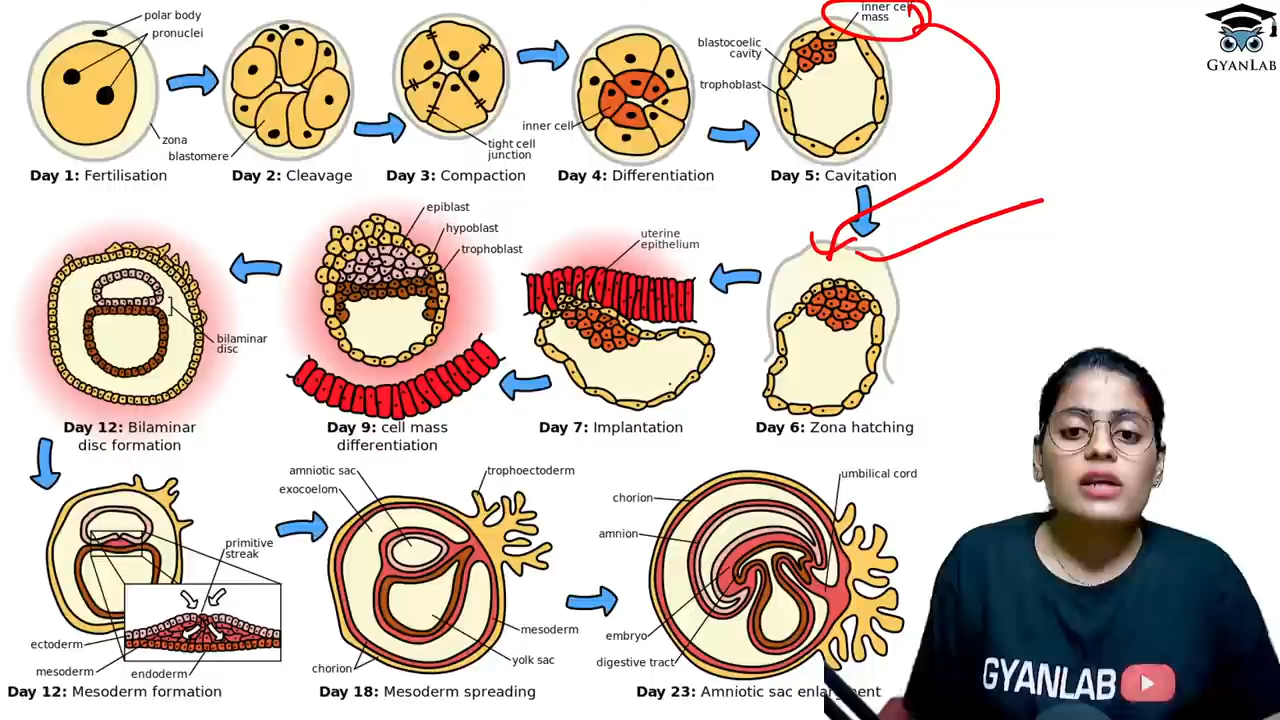 polar body
pronuclei
zona
blastomere
tight cell
junction
inner cell
inner cell
mass
blastocoelic
cavity
trophoblast
GYANLAB
Day 1: Fertilisation
Day 2: Cleavage
Day 3: Compaction
Day 4: Differentiation
Day 5: Cavitation
bilaminar
disc
epiblast
hypoblast
trophoblast
uterine
epithelium
Day 12: Bilaminar
disc formation
Day 9: cell mass
differentiation
Day 7: Implantation
Day 6: Zona hatching
primitive
streak
ectoderm
mesoderm
endoderm
amniotic sac
exocoelom
trophoectoderm
mesoderm
yolk sac
chorion
umbilical cord
chorion
amnion
embryo
digestive tract
Day 12: Mesoderm formation
Day 18: Mesoderm spreading
Day 23: Amniotic sac enlargement
GYANLAB